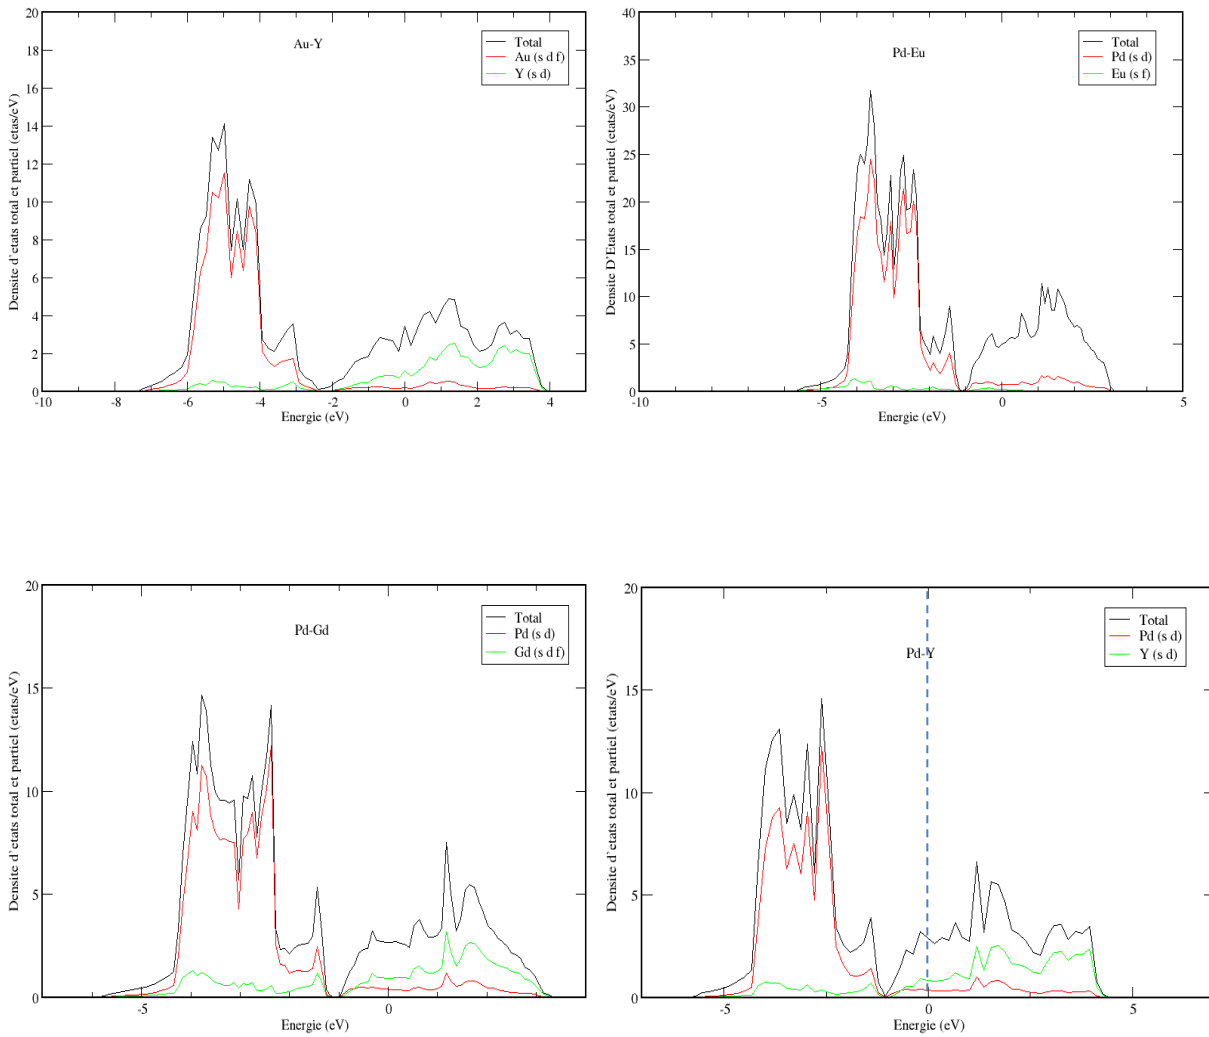 Au-Y
Total
Au (s d f)
Y (s d)
20
18
16
14
12
10
8
6
4
2
0
-10
-8
-6
-4
-2
0
2
4
Energie (eV)
Densite d`etats total et partiel (etas/eV)
Pd-Eu
Total
Pd (s d)
Eu (s f)
40
35
30
25
20
15
10
5
0
-10
-5
0
5
Energie (eV)
Densite D'Etats total et partiel (etats/eV)
Pd-Gd
Total
Pd (s d)
Gd (s d f)
20
15
10
5
0
-5
0
Energie (eV)
Densite d`etats total et partiel (etats/eV)
Pd-Y
Total
Pd (s d)
Y (s d)
20
15
10
5
0
-5
0
5
Energie (eV)
Densite d`etats total et partiel (etats/eV)